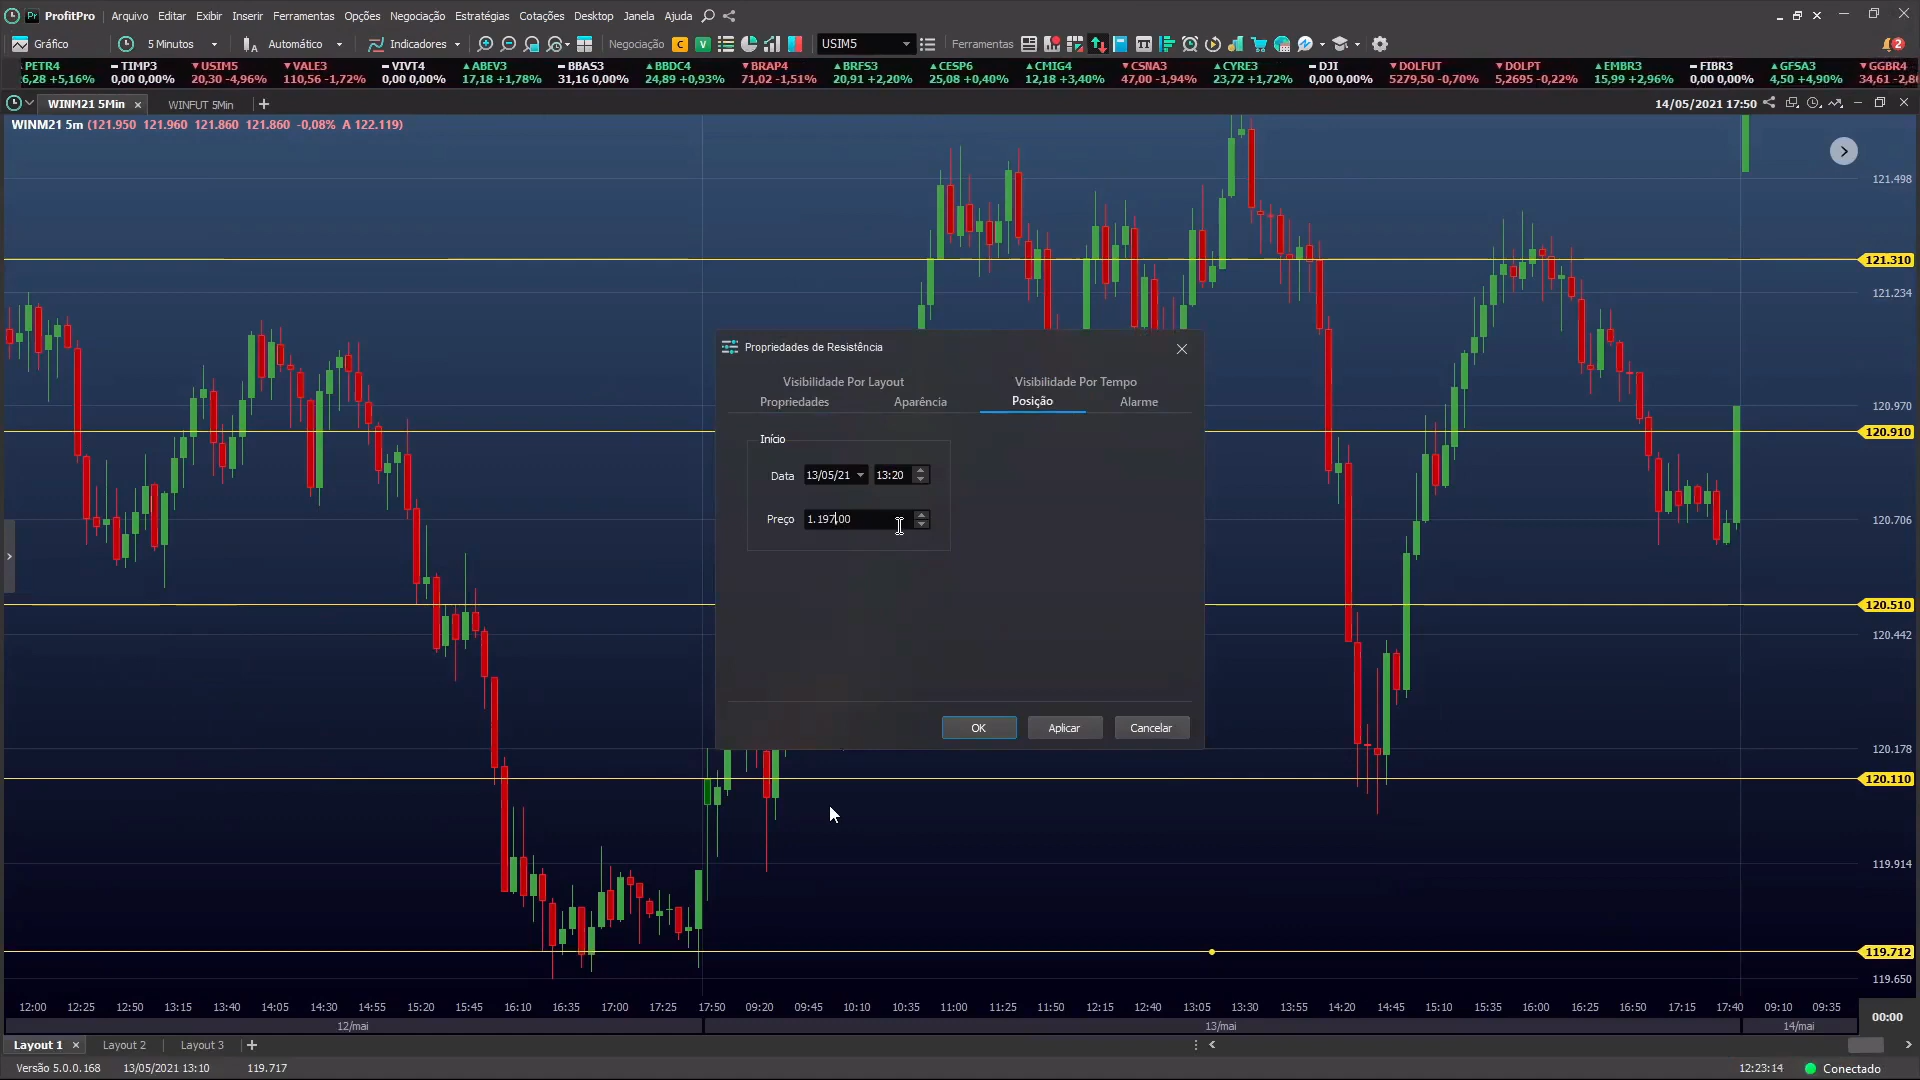 ProfitPro Arquivo Editar Exibir Inserir Ferramentas Opções Negociação Estratégias Cotações Desktop Janela Ajuda
Gráfico 5 Minutos Automático Indicadores Negociação C V USIM5 Ferramentas 2
PETR4 TIMP3 USIM5 VALE3 VIVT4 ABEV3 BBAS3 BBDC4 BRAP4 BRFS3 CESP6 CMIG4 CSNA3 CYRE3 DJI DOLFUT DOLPT EMBR3 FIBR3 GFSA3 GGBR4
6,28 +5,16% 0,00 0,00% 20,30 -4,96% 110,56 -1,72% 0,00 0,00% 17,18 +1,78% 31,16 0,00% 24,89 +0,93% 71,02 -1,51% 20,91 +2,20% 25,08 +0,40% 12,18 +3,40% 47,00 -1,94% 23,72 +1,72% 0,00 0,00% 5279,50 -0,70% 5,2695 -0,22% 15,99 +2,96% 0,00 0,00% 4,50 +4,90% 34,61 -2,8
WINM21 5Min WINFUT 5Min 14/05/2021 17:50
WINM21 5m (121.950 121.960 121.860 121.860 -0,08% A 122.119)
121.498
121.310
121.234
Propriedades de Resistência
Visibilidade Por Layout Visibilidade Por Tempo
Propriedades Aparência Posição Alarme
120.970
120.910
Início
Data 13/05/21 13:20
Preço 1.197,00
120.706
120.510
120.442
OK Aplicar Cancelar
120.178
120.110
119.914
119.712
119.650
12:00 12:25 12:50 13:15 13:40 14:05 14:30 14:55 15:20 15:45 16:10 16:35 17:00 17:25 17:50 09:20 09:45 10:10 10:35 11:00 11:25 11:50 12:15 12:40 13:05 13:30 13:55 14:20 14:45 15:10 15:35 16:00 16:25 16:50 17:15 17:40 09:10 09:35
00:00
12/mai 13/mai 14/mai
Layout 1 Layout 2 Layout 3
Versão 5.0.0.168 13/05/2021 13:10 119.717 12:23:14 Conectado